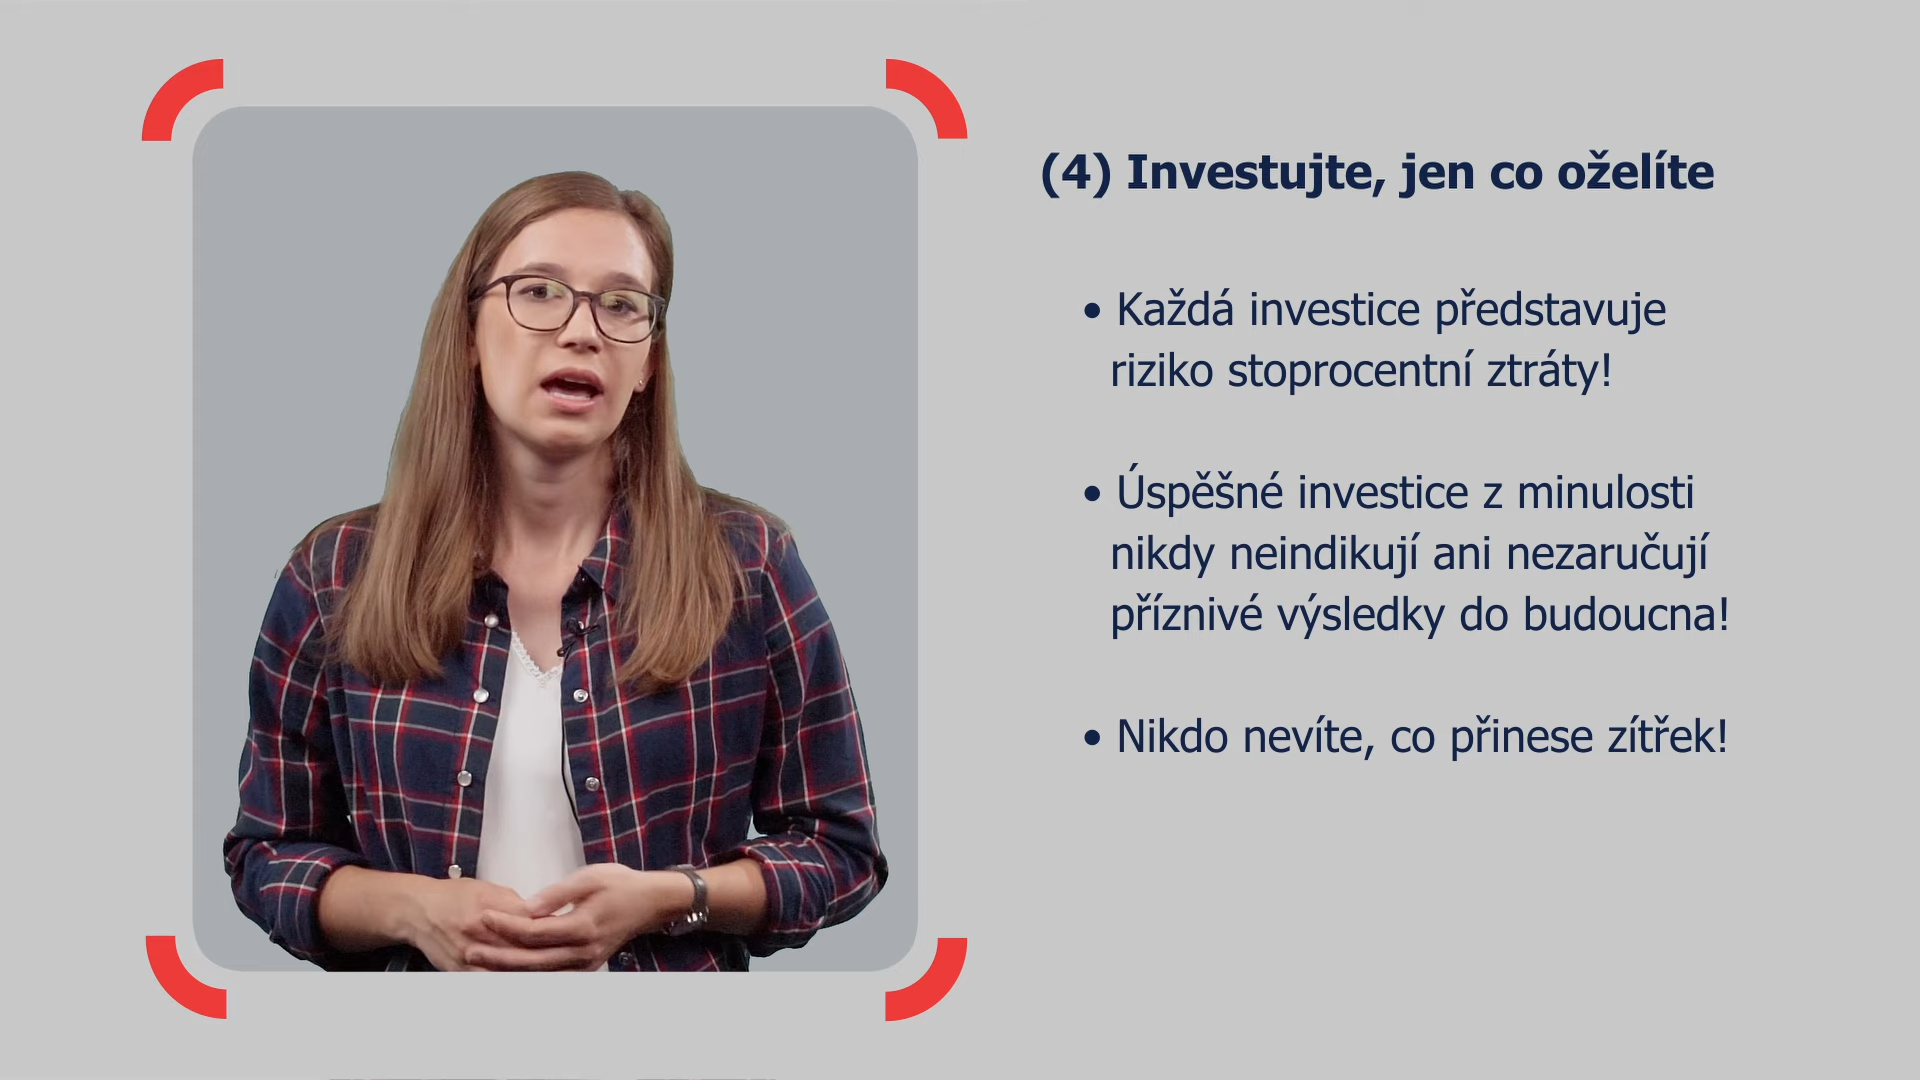 (4) Investujte, jen co oželíte
• Každá investice představuje
riziko stoprocentní ztráty!
• Úspěšné investice z minulosti
nikdy neindikují ani nezaručují
příznivé výsledky do budoucna!
• Nikdo nevíte, co přinese zítřek!